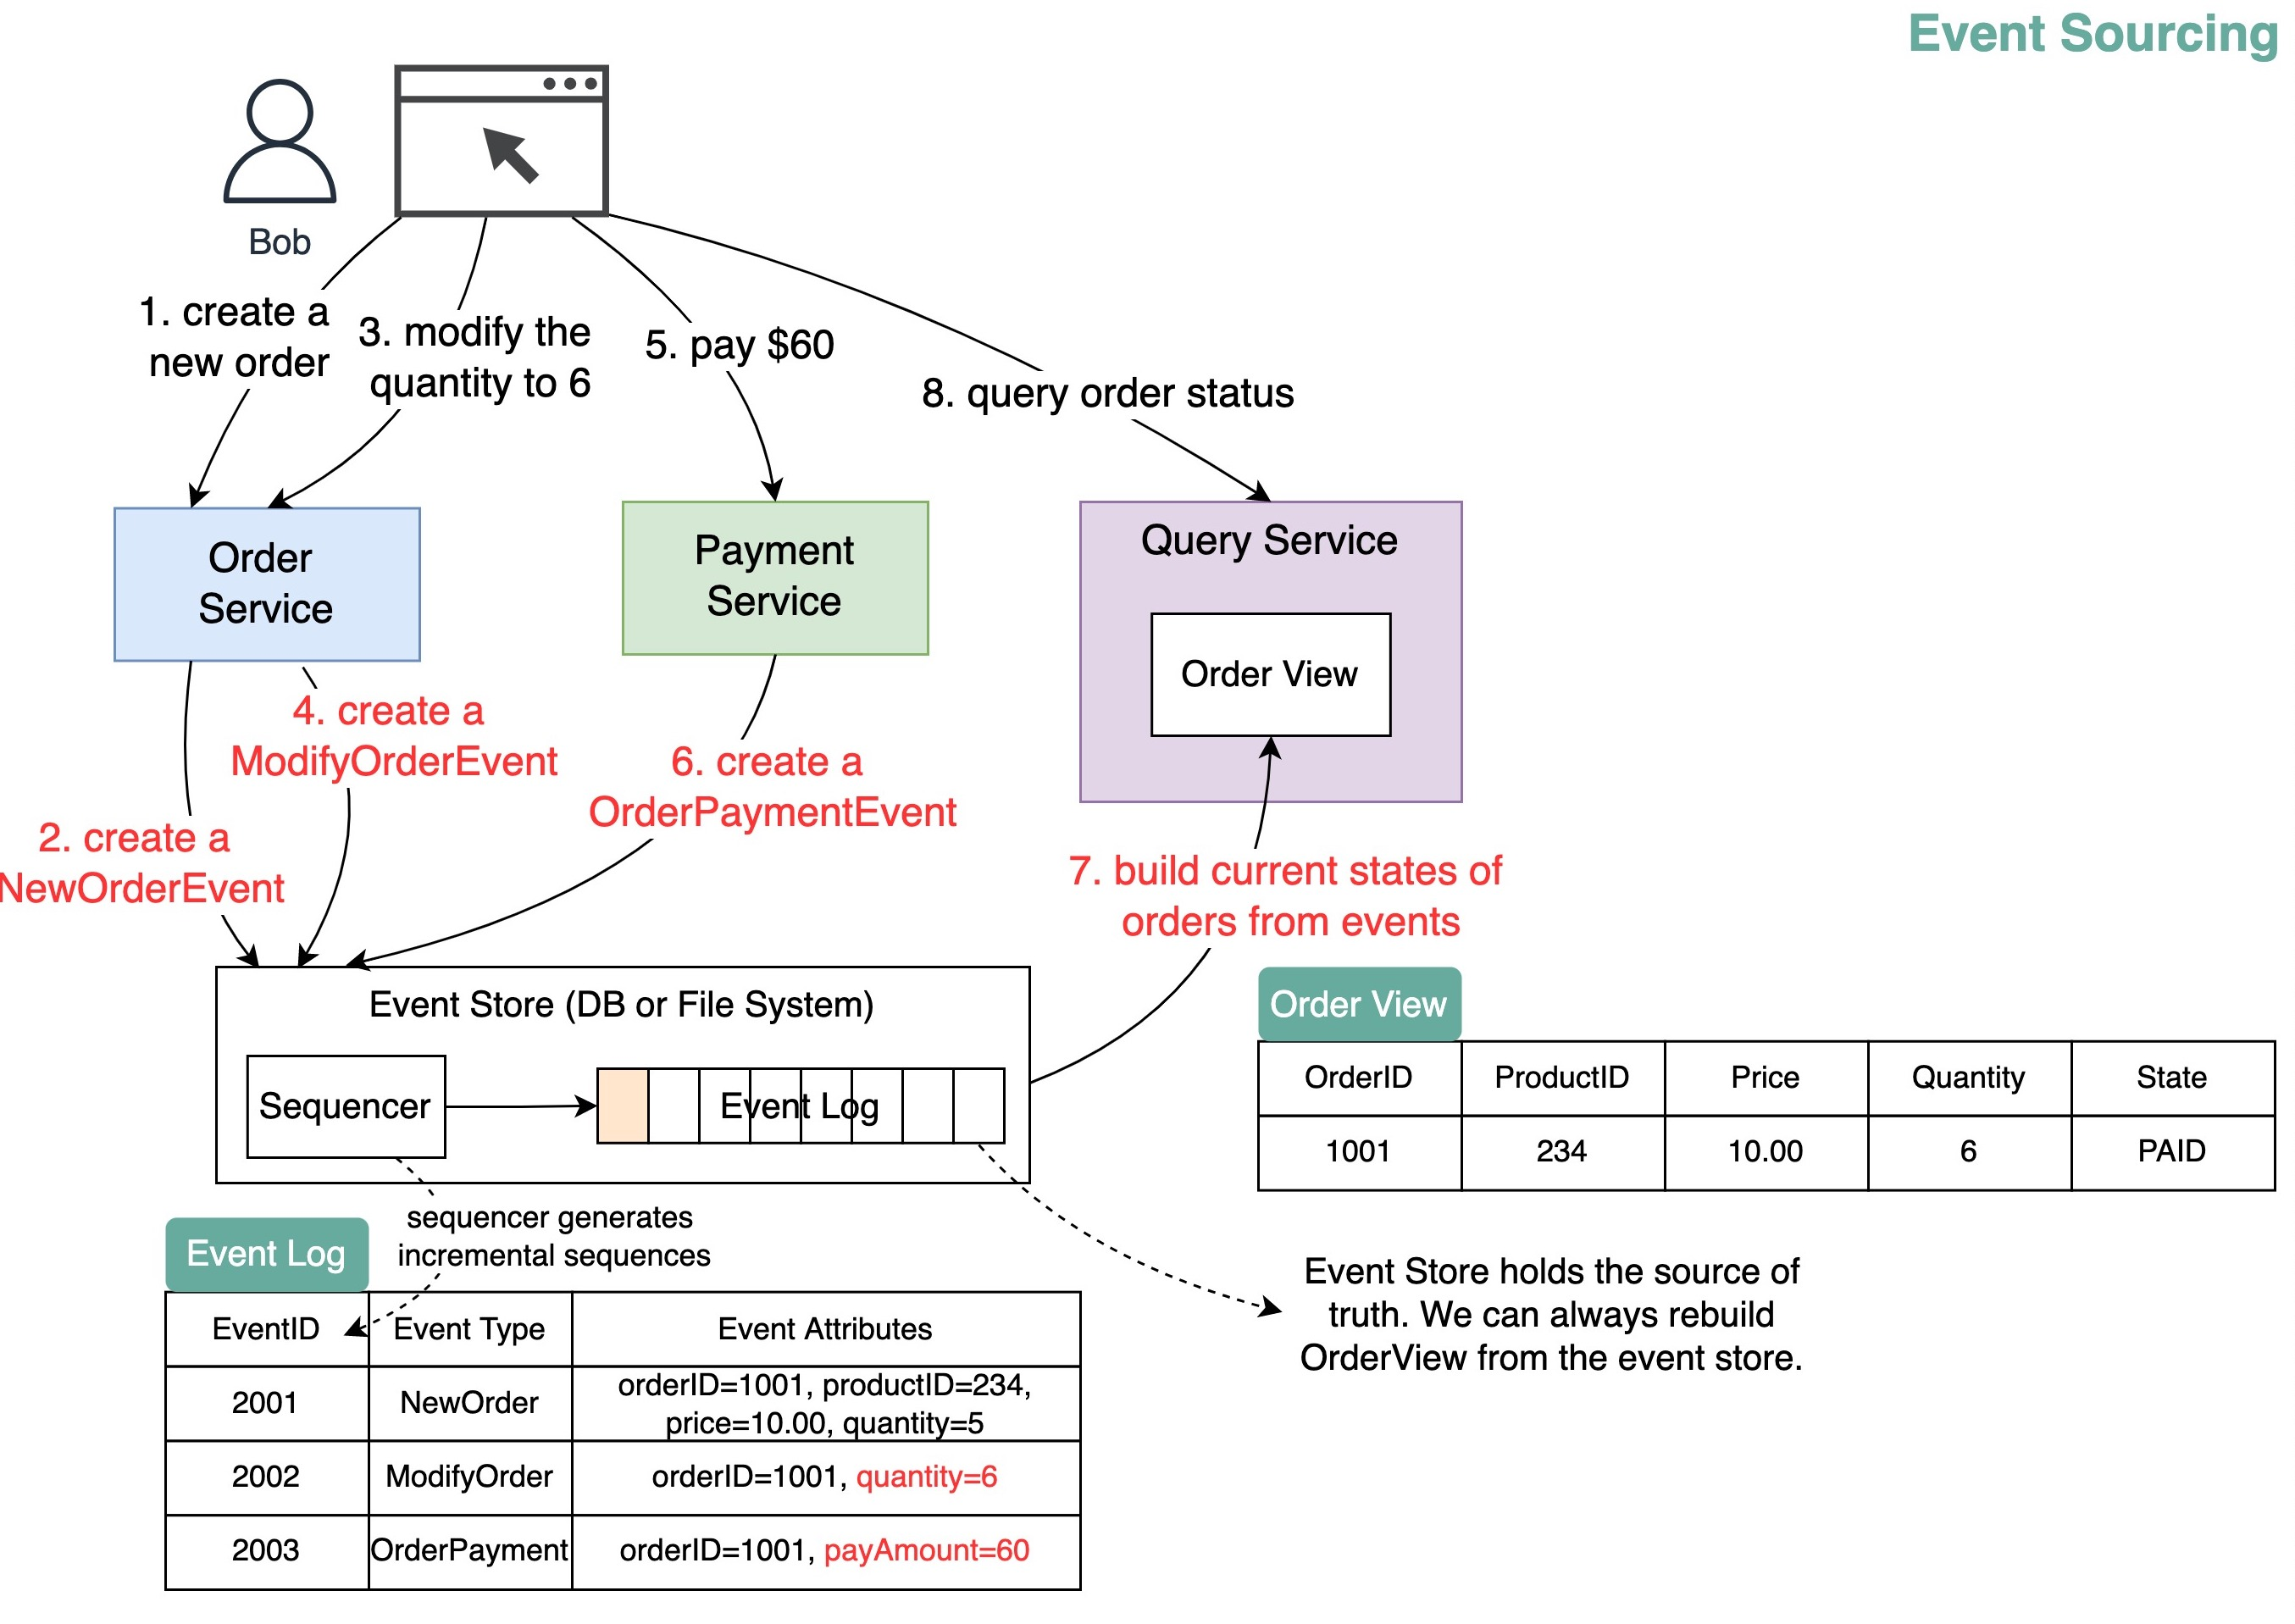 Event Sourcing
Bob
1. create a
new order
3. modify the
quantity to 6
5. pay $60
8. query order status
Order
Service
Payment
Service
Query Service
Order View
4. create a
ModifyOrderEvent
6. create a
OrderPaymentEvent
2. create a
NewOrderEvent
7. build current states of
orders from events
Event Store (DB or File System)
Sequencer
Event Log
Order View
OrderID ProductID Price Quantity State
1001 234 10.00 6 PAID
sequencer generates
incremental sequences
Event Log
EventID Event Type Event Attributes
2001 NewOrder orderID=1001, productID=234,
price=10.00, quantity=5
2002 ModifyOrder orderID=1001, quantity=6
2003 OrderPayment orderID=1001, payAmount=60
Event Store holds the source of
truth. We can always rebuild
OrderView from the event store.